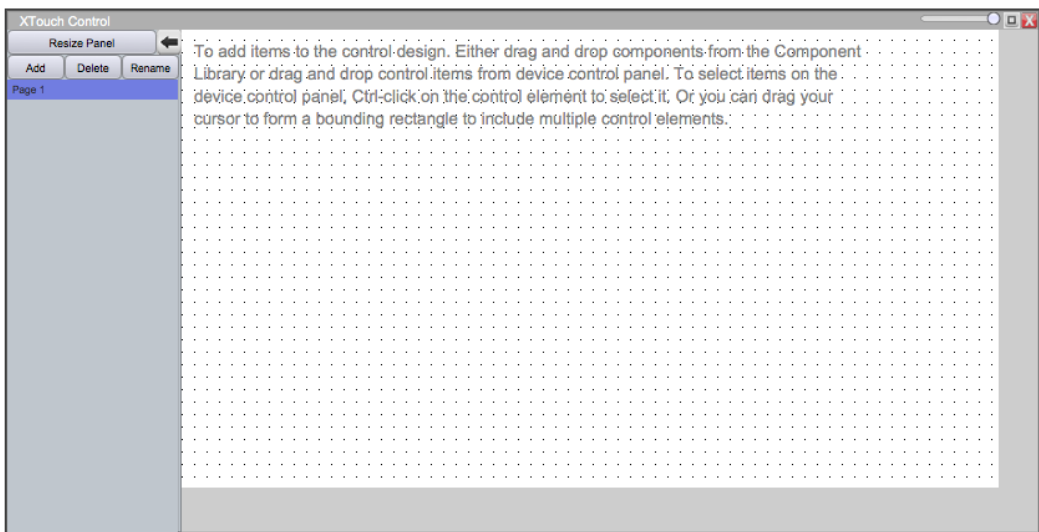 XTouch Control
X
Resize Panel
Add Delete Rename
Page 1
To add items to the control design. Either drag and drop components from the Component
Library or drag and drop control items from device control panel. To select items on the
device control panel, Ctrl-click on the control element to select it, Or you can drag your
cursor to form a bounding rectangle to include multiple control elements.